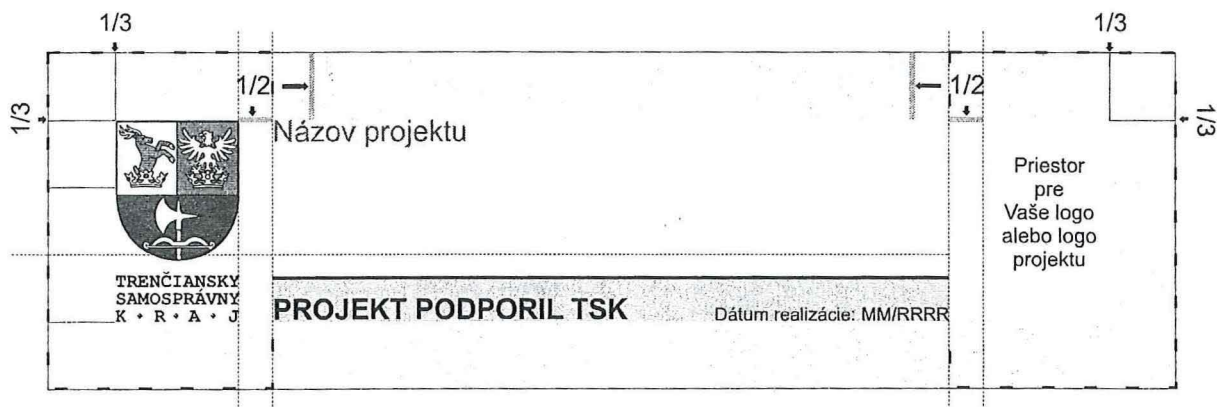 1/3
1/3
1/2
1/2
1/3
1/3
Názov projektu
Priestor
pre
Vaše logo
alebo logo
projektu
TRENČIANSKY
SAMOSPRÁVNY
K • R • A • J
PROJEKT PODPORIL TSK
Dátum realizácie: MM/RRRR